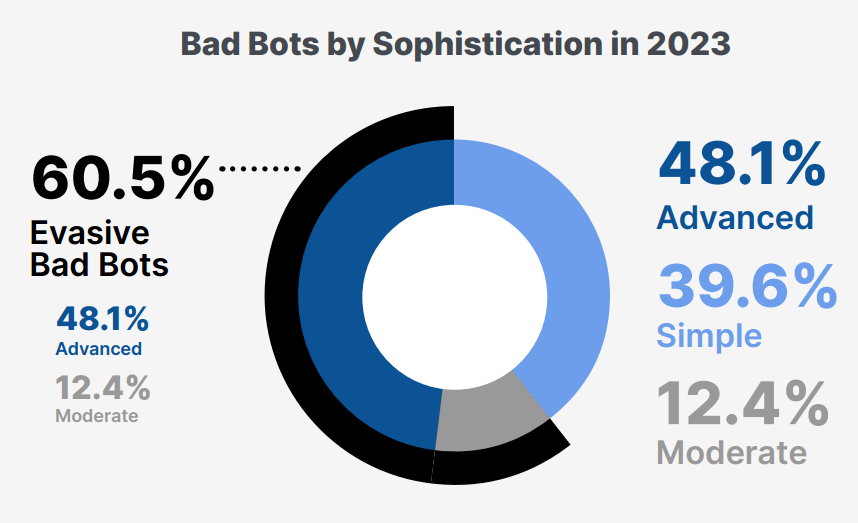 Bad Bots by Sophistication in 2023
60.5%
Evasive
Bad Bots
48.1%
Advanced
12.4%
Moderate
48.1%
Advanced
39.6%
Simple
12.4%
Moderate